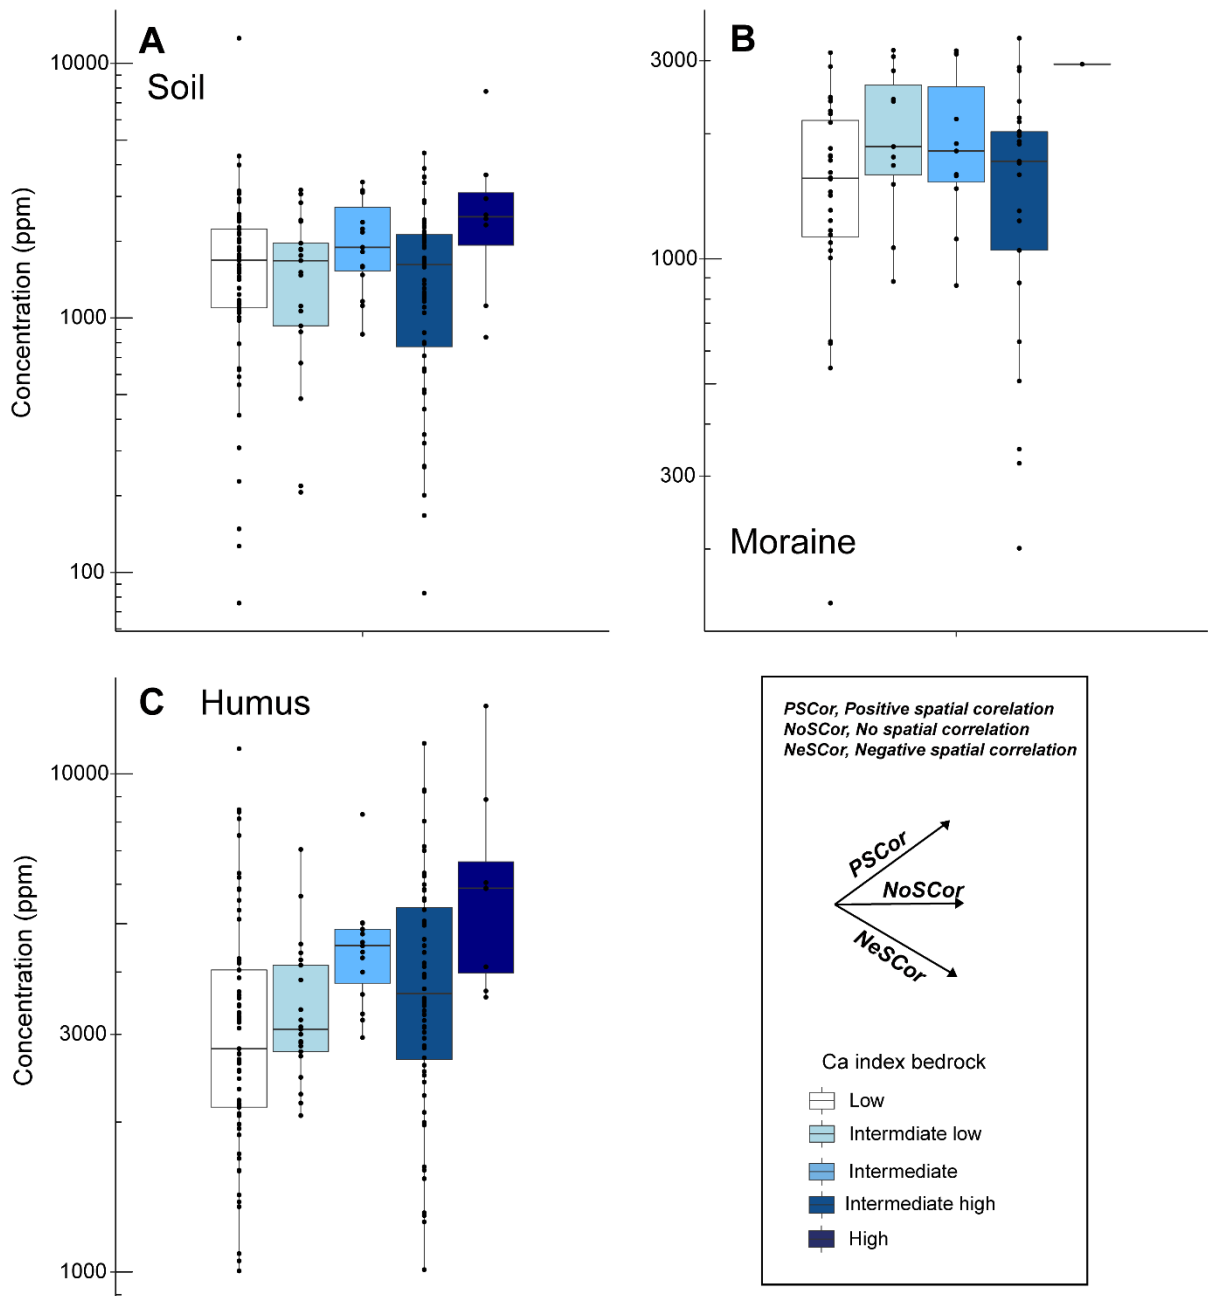 A
Soil
10000
1000
100
Concentration (ppm)
B
3000
1000
300
Moraine
C Humus
10000
3000
1000
Concentration (ppm)
PSCor, Positive spatial corelation
NoSCor, No spatial correlation
NeSCor, Negative spatial correlation
PSCor
NoSCor
NeSCor
Ca index bedrock
Low
Intermdiate low
Intermediate
Intermediate high
High